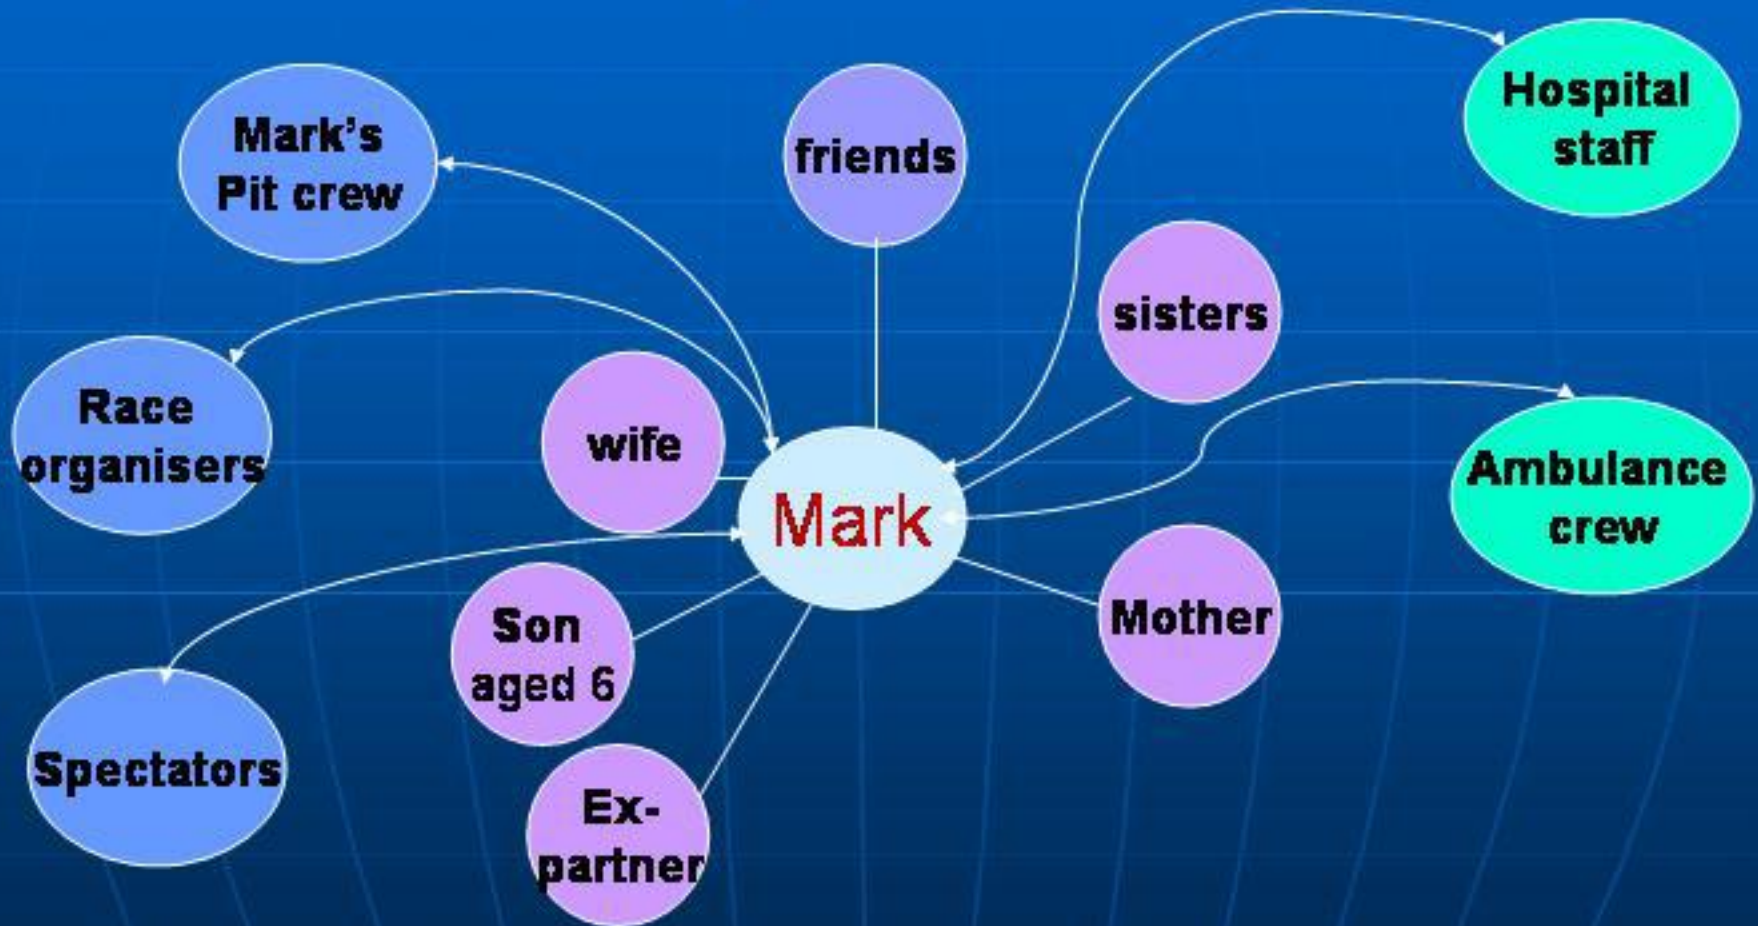 Mark's
Pit crew
friends
Hospital
staff
sisters
Race
organisers
wife
Mark
Ambulance
crew
Son
aged 6
Mother
Spectators
Ex-
partner